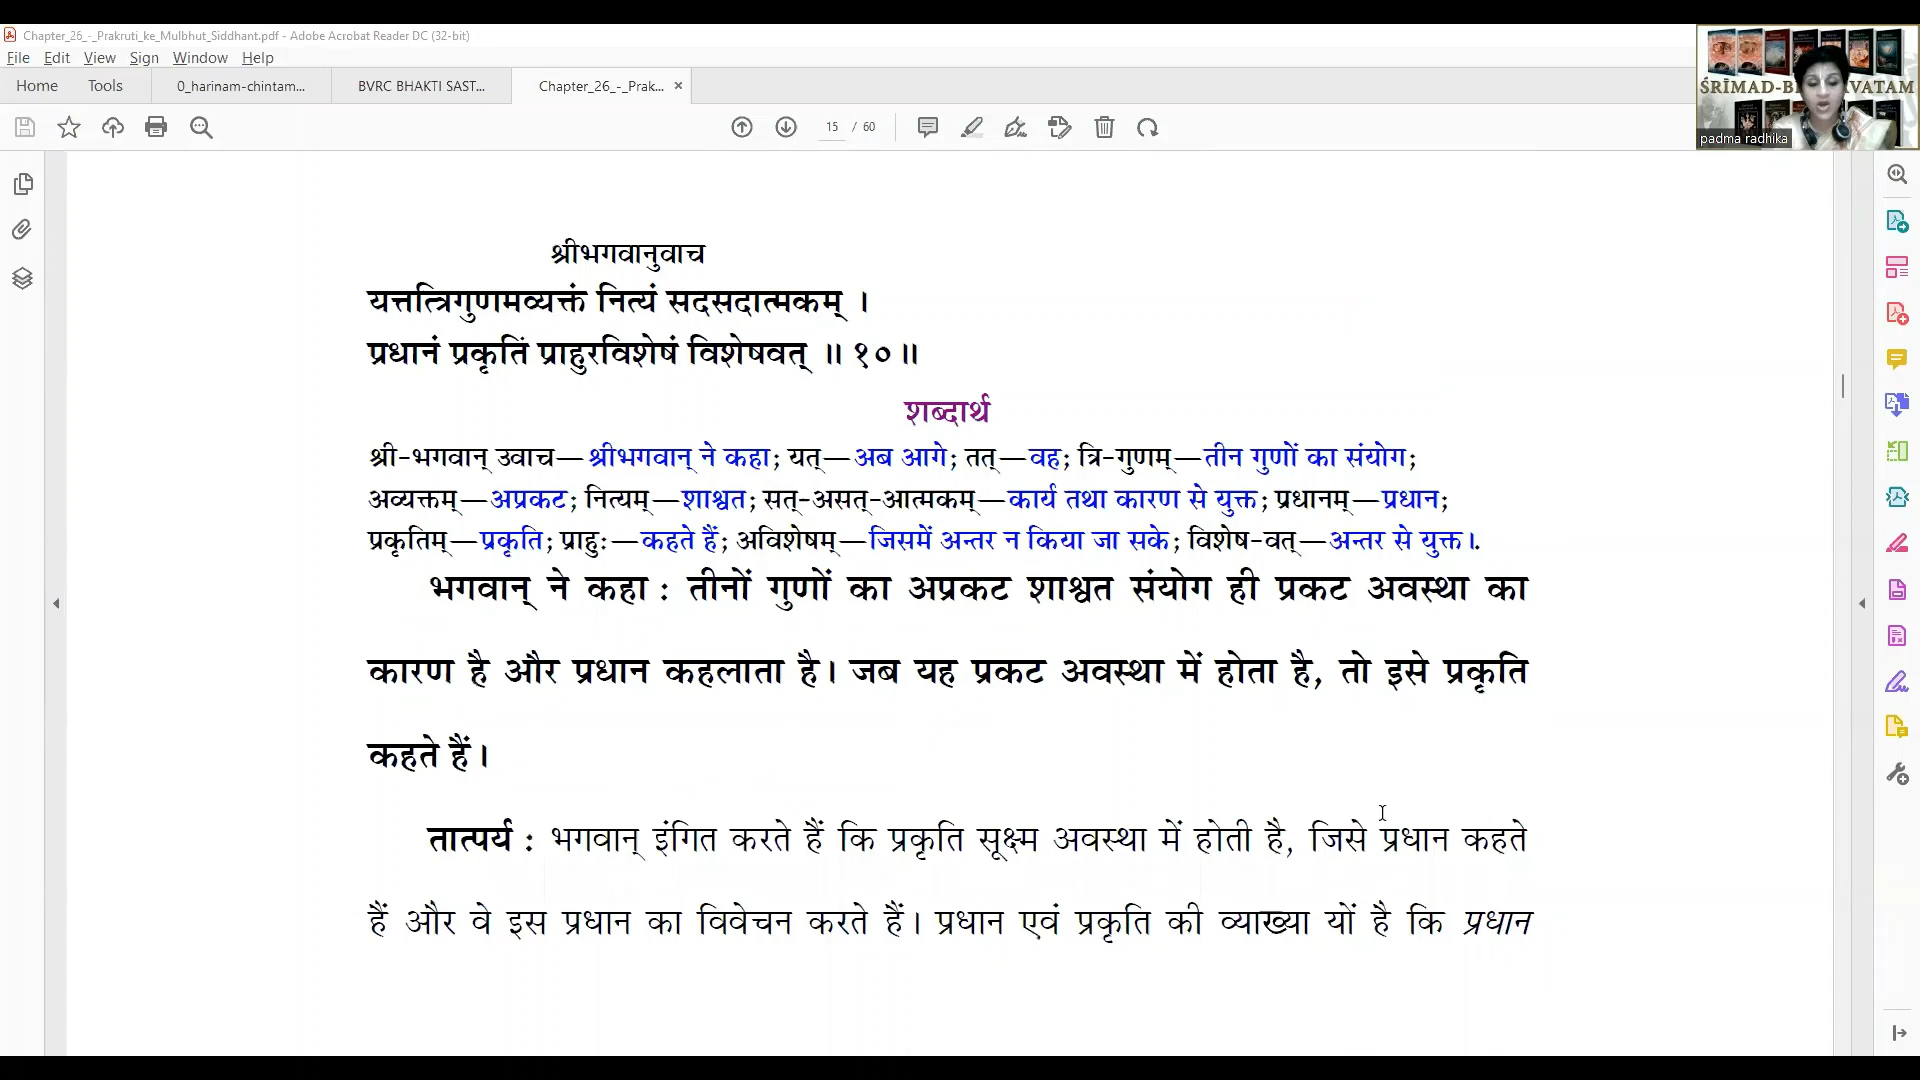 Chapter_26_-_Prakruti_ke_Mulbhut_Siddhant.pdf - Adobe Acrobat Reader DC (32-bit)
File Edit View Sign Window Help
Home Tools 0_harinam-chintam... BVRC BHAKTI SAST... Chapter_26_-_Prak... ×
15 / 60
ŚRĪMAD-BH VATAM
padma radhika
श्रीभगवानुवाच
यत्तत्त्रिगुणमव्यक्तं नित्यं सदसदात्मकम् ।
प्रधानं प्रकृतिं प्राहुरविशेषं विशेषवत् ॥ १० ॥
शब्दार्थ
श्री-भगवान् उवाच—श्रीभगवान् ने कहा; यत्—अब आगे; तत्—वह; त्रि-गुणम्—तीन गुणों का संयोग;
अव्यक्तम्—अप्रकट; नित्यम्—शाश्वत; सत्-असत्-आत्मकम्—कार्य तथा कारण से युक्त; प्रधानम्—प्रधान;
प्रकृतिम्—प्रकृति; प्राहुः—कहते हैं; अविशेषम्—जिसमें अन्तर न किया जा सके; विशेष-वत्—अन्तर से युक्त।.
भगवान् ने कहा : तीनों गुणों का अप्रकट शाश्वत संयोग ही प्रकट अवस्था का
कारण है और प्रधान कहलाता है। जब यह प्रकट अवस्था में होता है, तो इसे प्रकृति
कहते हैं।
तात्पर्य : भगवान् इंगित करते हैं कि प्रकृति सूक्ष्म अवस्था में होती है, जिसे प्रधान कहते
हैं और वे इस प्रधान का विवेचन करते हैं। प्रधान एवं प्रकृति की व्याख्या यों है कि प्रधान